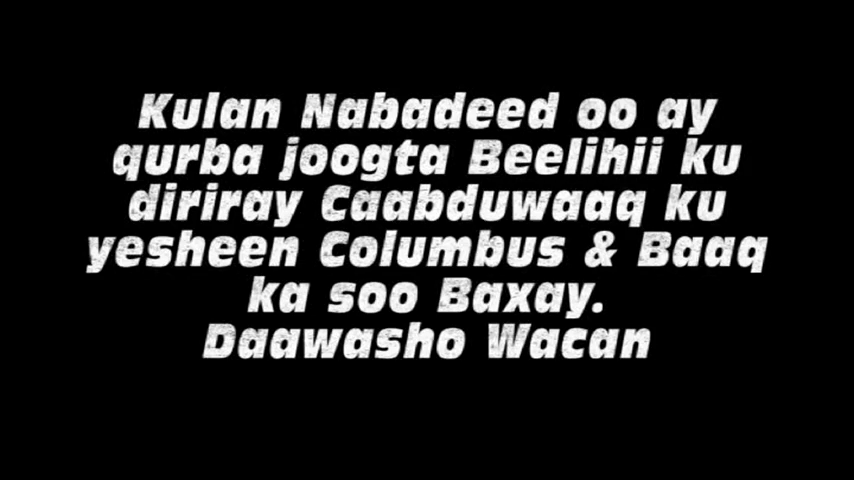 Kulan Nabadeed oo ay
qurba joogta Beelihii ku
diriray Caabduwaaq ku
yesheen Columbus & Baaq
ka soo Baxay.
Daawasho Wacan